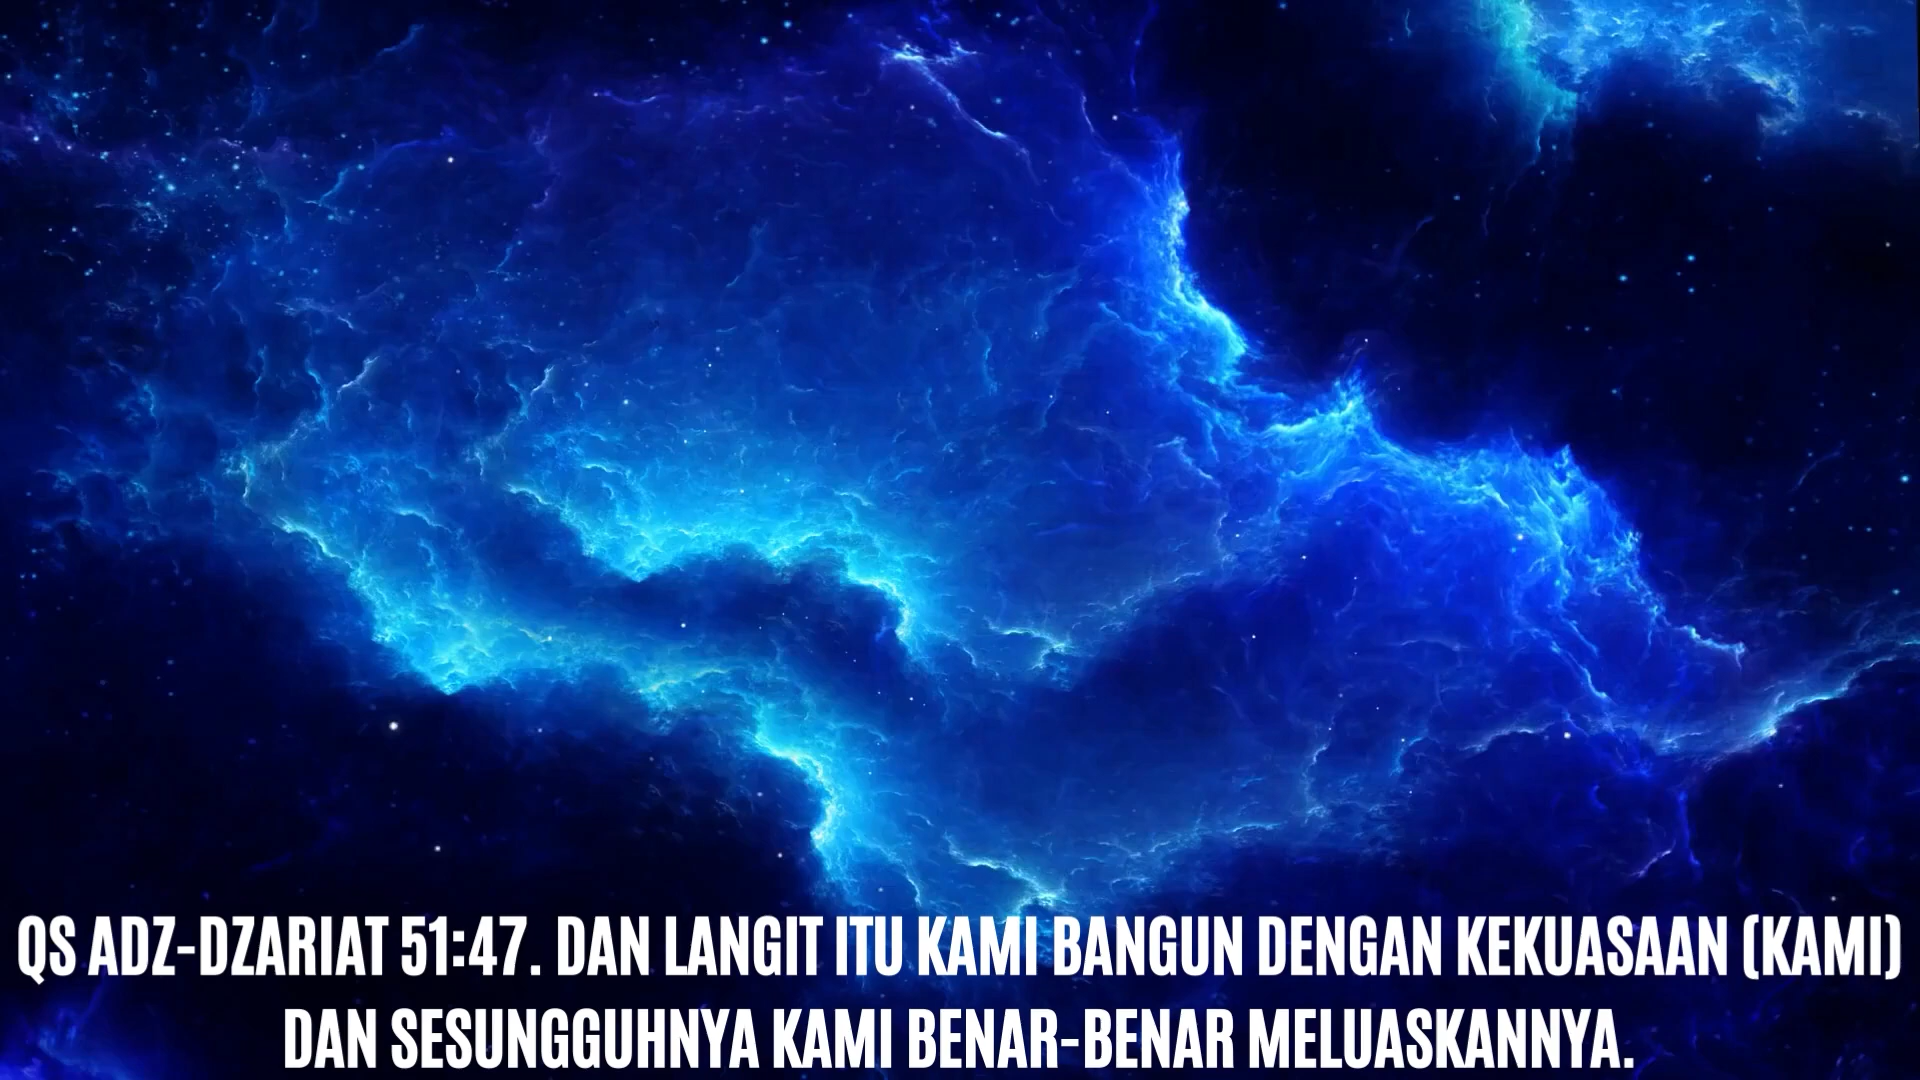 QS ADZ-DZARIAT 51:47. DAN LANGIT ITU KAMI BANGUN DENGAN KEKUASAAN (KAMI)
DAN SESUNGGUHNYA KAMI BENAR-BENAR MELUASKANNYA.